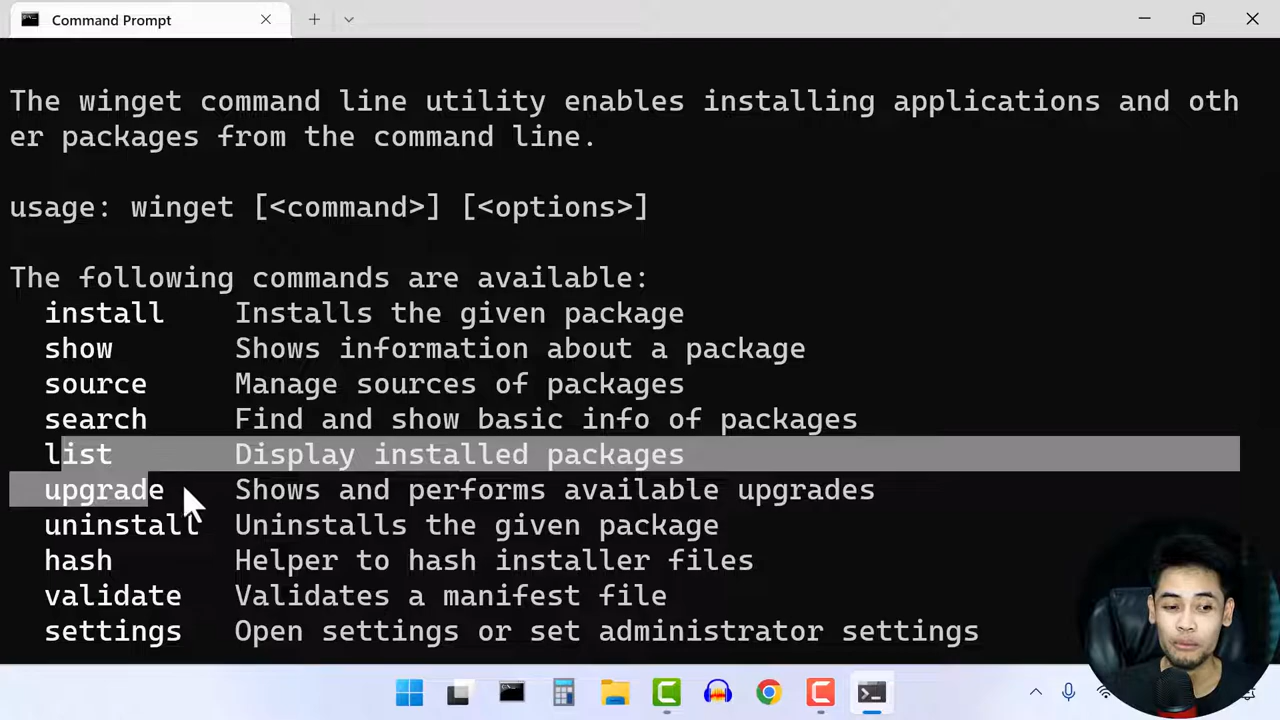 Command Prompt
The winget command line utility enables installing applications and oth
er packages from the command line.
usage: winget [<command>] [<options>]
The following commands are available:
install Installs the given package
show Shows information about a package
source Manage sources of packages
search Find and show basic info of packages
list Display installed packages
upgrade Shows and performs available upgrades
uninstall Uninstalls the given package
hash Helper to hash installer files
validate Validates a manifest file
settings Open settings or set administrator settings